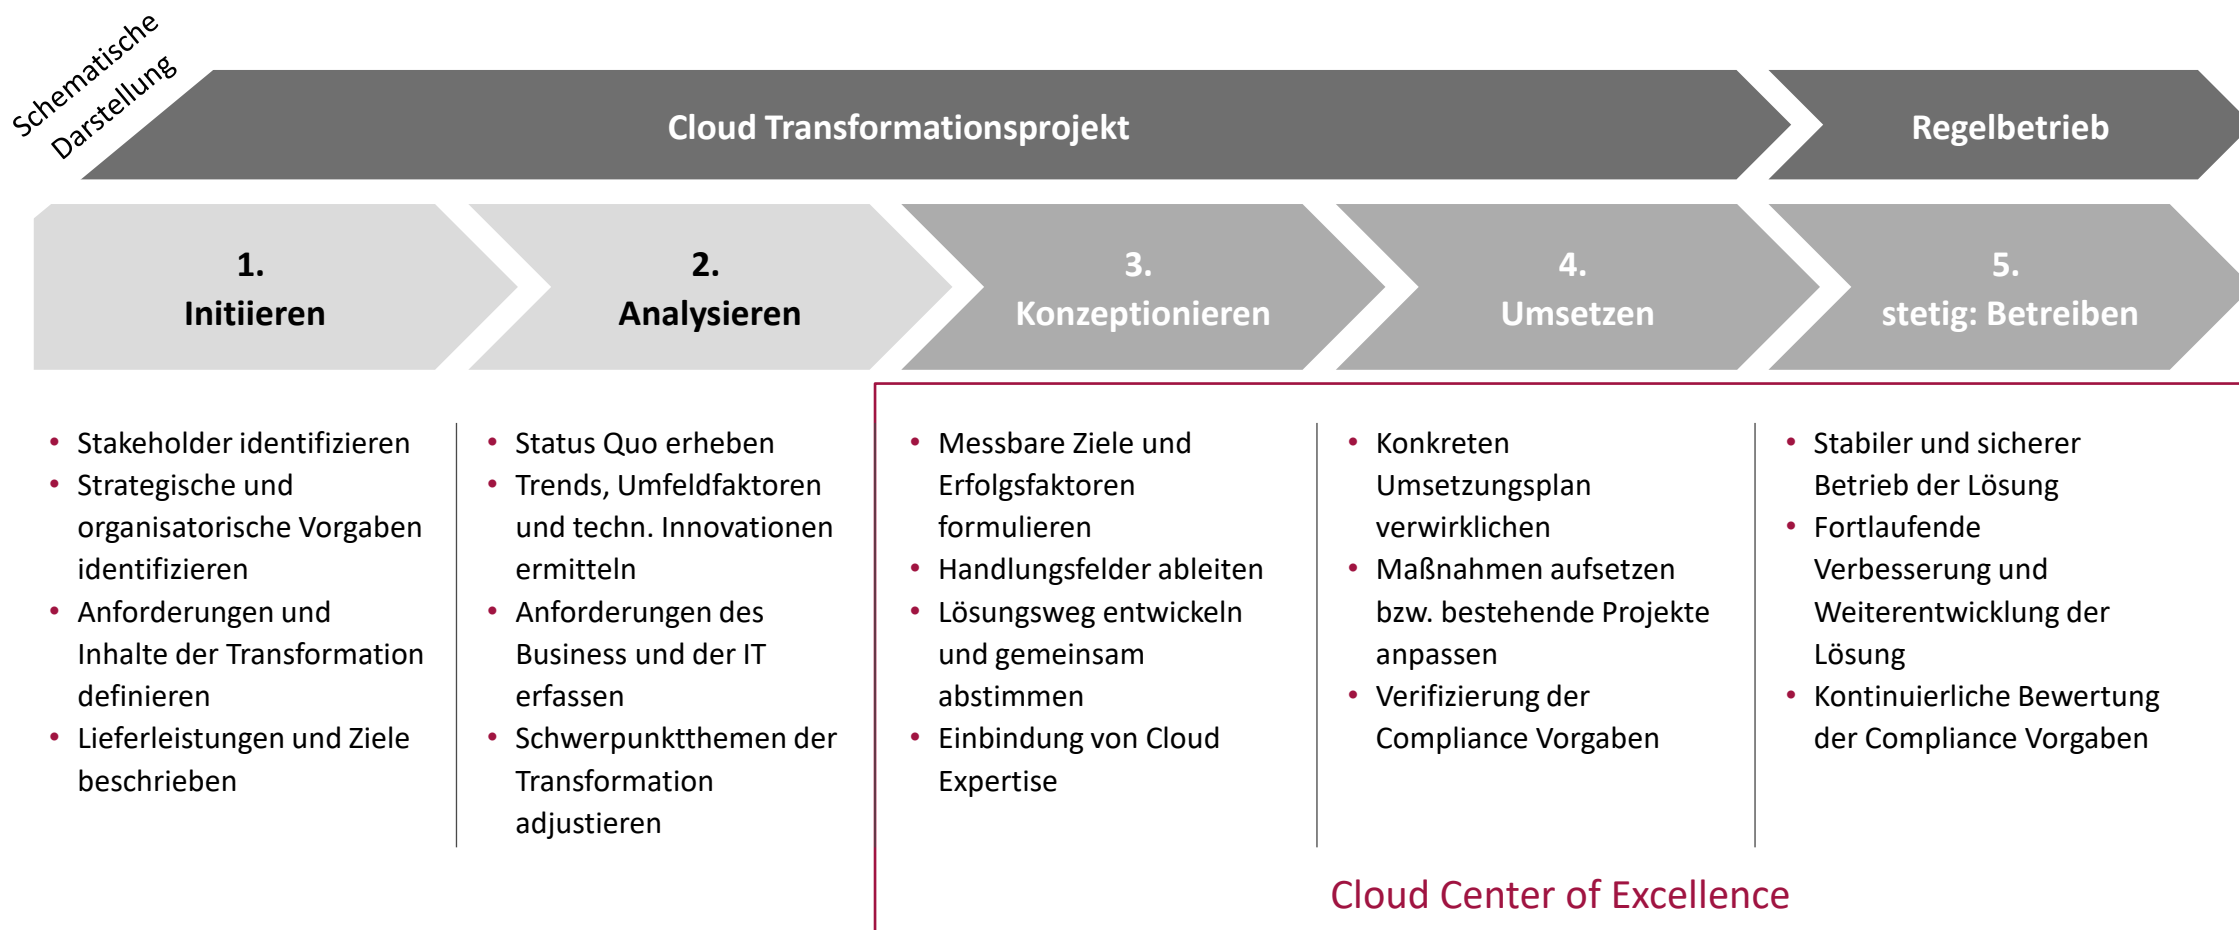 Schematische
Darstellung
Cloud Transformationsprojekt
Regelbetrieb
1.
Initiieren
2.
Analysieren
3.
Konzeptionieren
4.
Umsetzen
5.
stetig: Betreiben
• Stakeholder identifizieren
• Strategische und
organisatorische Vorgaben
identifizieren
• Anforderungen und
Inhalte der Transformation
definieren
• Lieferleistungen und Ziele
beschrieben
• Status Quo erheben
• Trends, Umfeldfaktoren
und techn. Innovationen
ermitteln
• Anforderungen des
Business und der IT
erfassen
• Schwerpunktthemen der
Transformation
adjustieren
• Messbare Ziele und
Erfolgsfaktoren
formulieren
• Handlungsfelder ableiten
• Lösungsweg entwickeln
und gemeinsam
abstimmen
• Einbindung von Cloud
Expertise
• Konkreten
Umsetzungsplan
verwirklichen
• Maßnahmen aufsetzen
bzw. bestehende Projekte
anpassen
• Verifizierung der
Compliance Vorgaben
• Stabiler und sicherer
Betrieb der Lösung
• Fortlaufende
Verbesserung und
Weiterentwicklung der
Lösung
• Kontinuierliche Bewertung
der Compliance Vorgaben
Cloud Center of Excellence